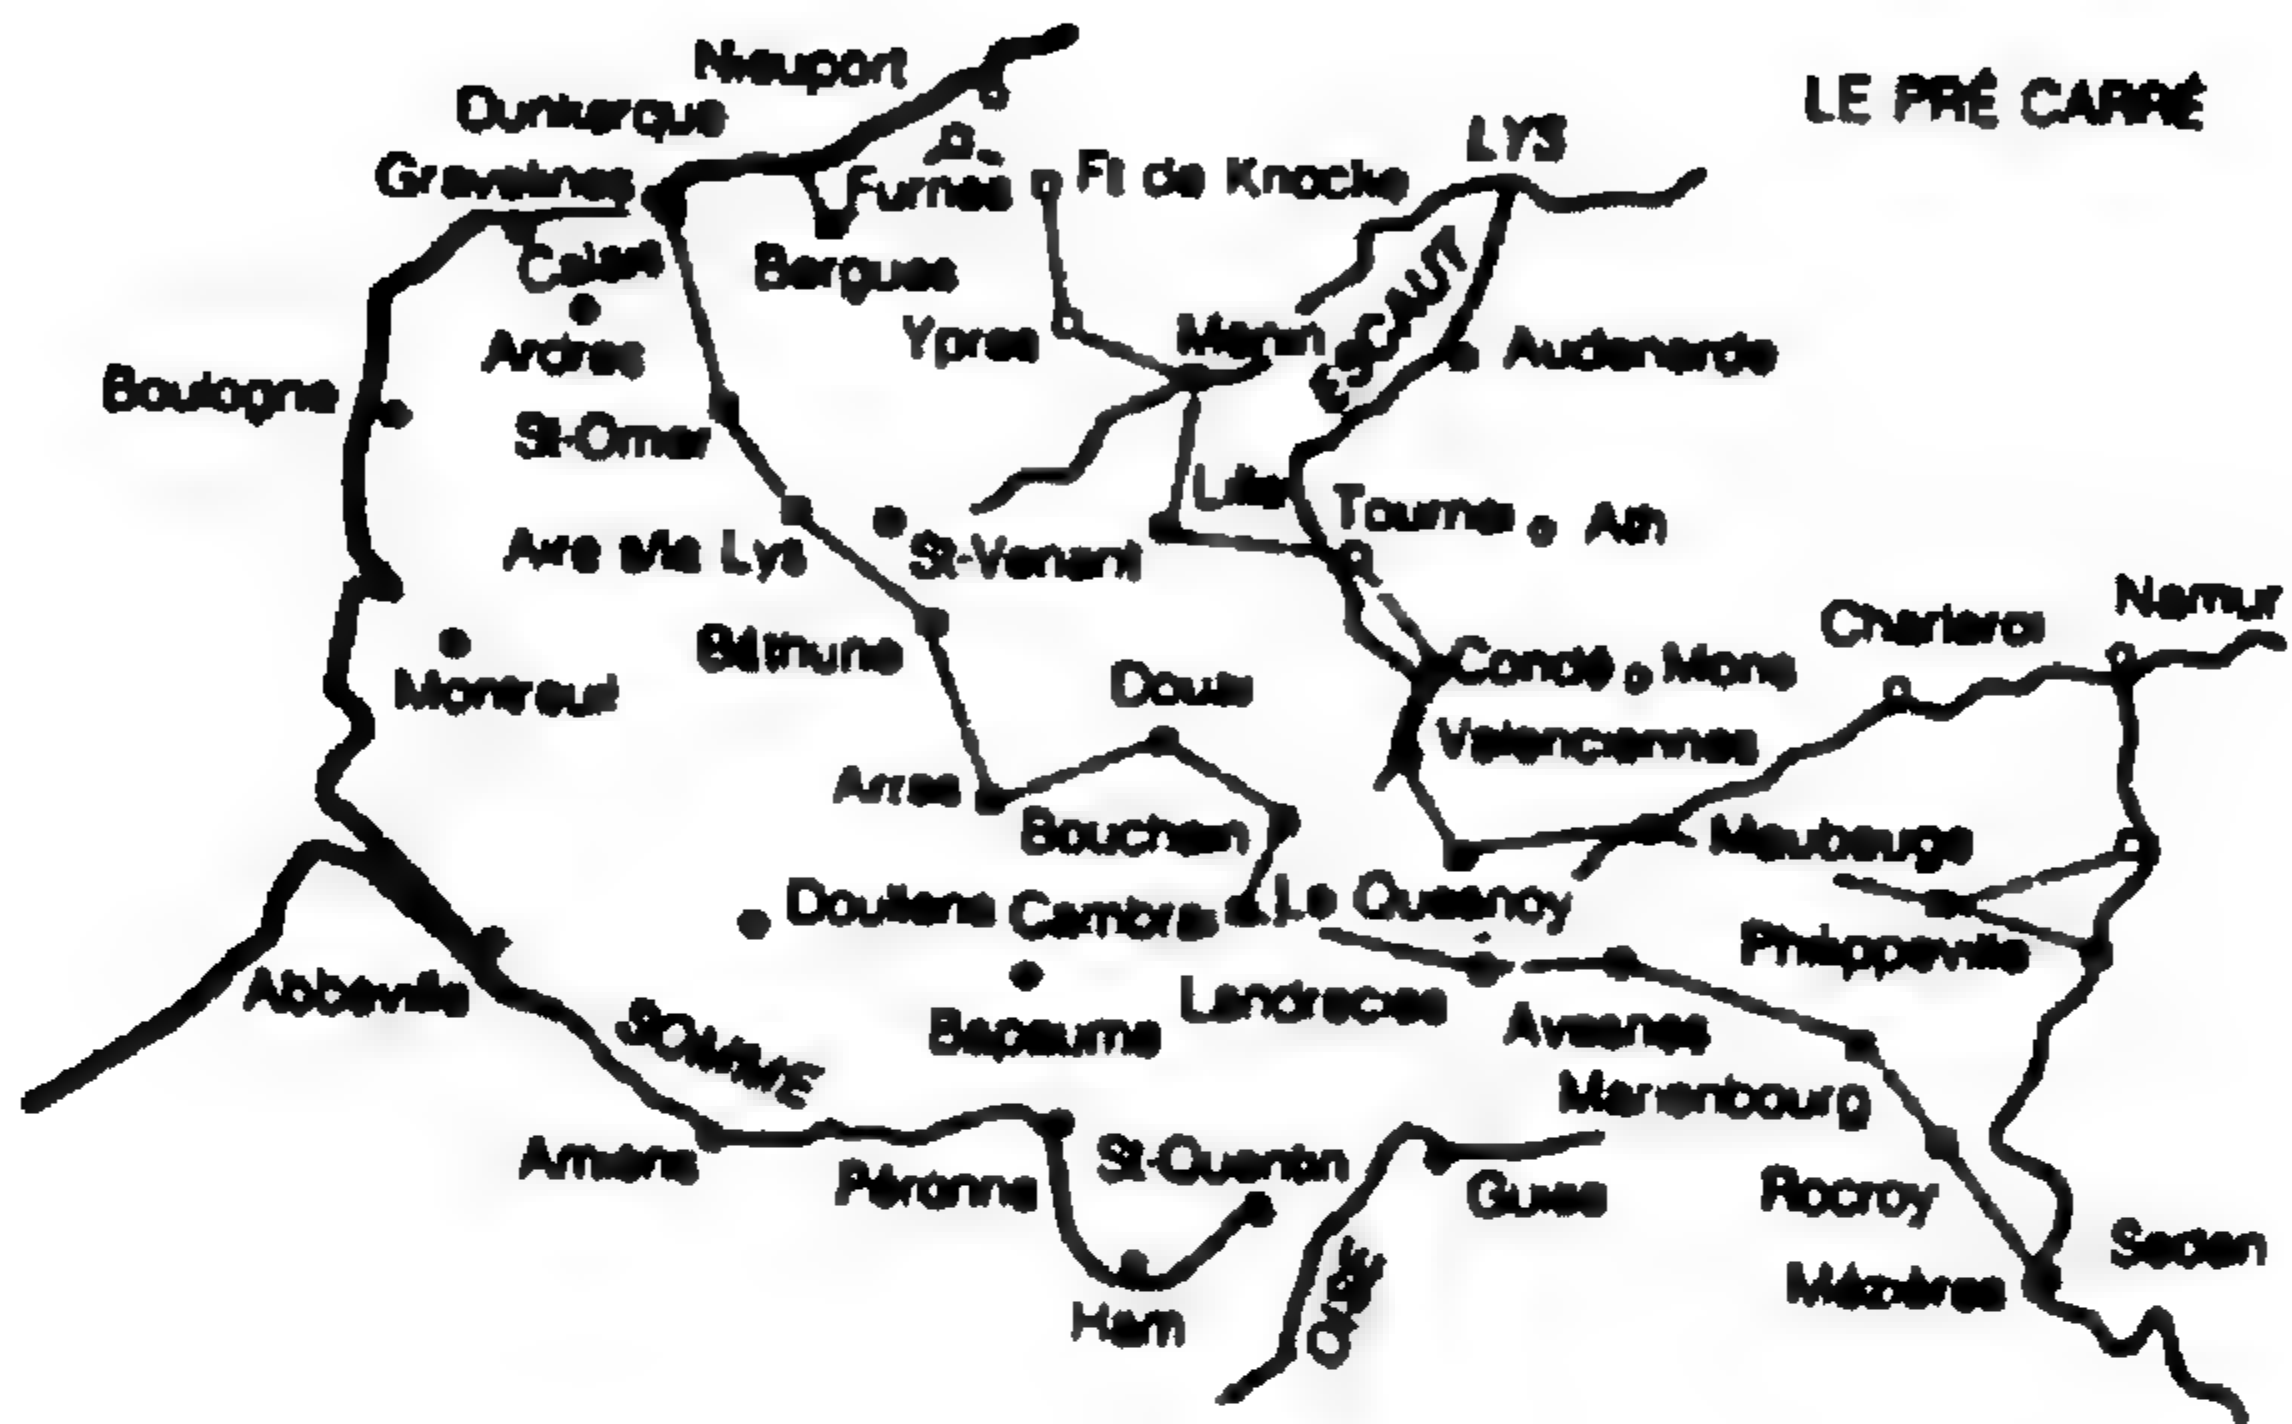 LE PRÉ CARRÉ
Nieuport
Dunkerque
LYS
Gravelines
Furnes
Ft de Knocke
Calais
Bergues
ESCAUT
Ardres
Ypres
Menin
Audenarde
Boulogne
St-Omer
Lille
Tournai
Ath
Aire s/la Lys
St-Venant
Namur
Charleroi
Béthune
Condé
Mons
Montreuil
Douai
Valenciennes
Arras
Bouchain
Maubeuge
Doullens
Cambrai
Le Quesnoy
Philippeville
Abbeville
Landrecies
Avesnes
Bapaume
SOMME
Marienbourg
Amiens
Péronne
St-Quentin
Guise
Rocroy
Sedan
Mézières
Ham
OISE